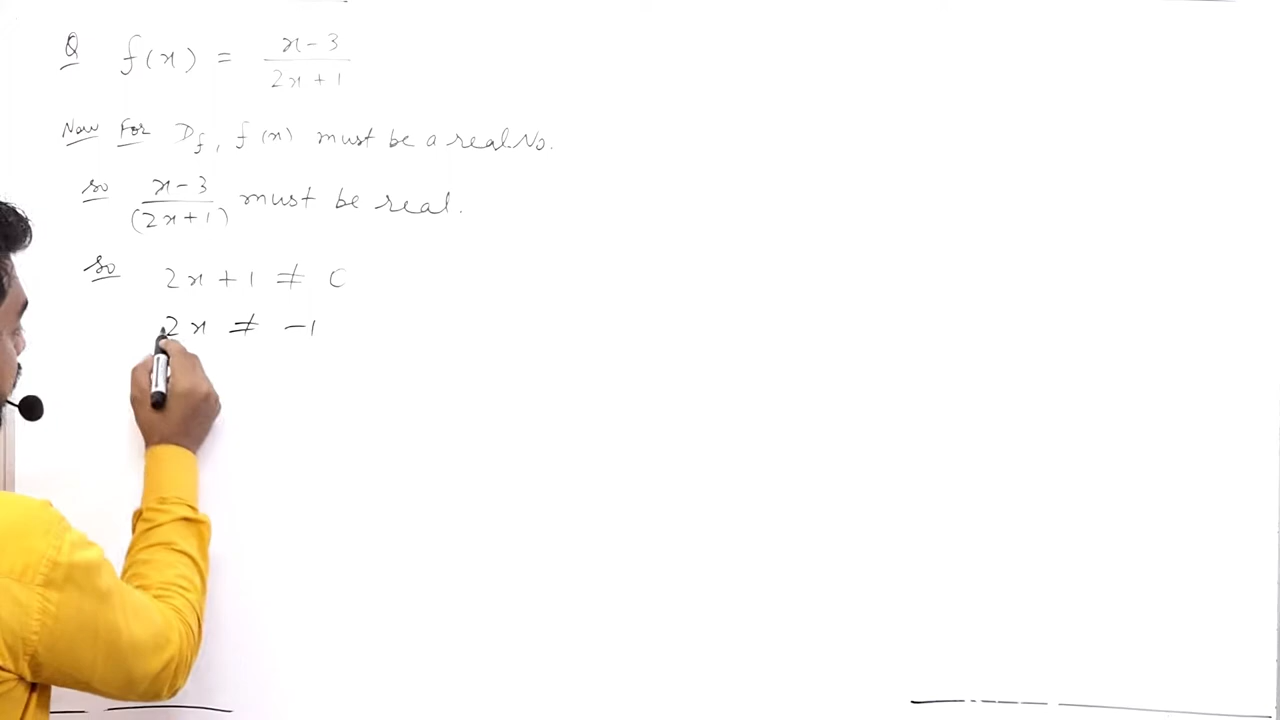 Q f(x) = x-3 / 2x+1
Now For Df, f(x) must be a real No.
so x-3 / (2x+1) must be real.
so 2x+1 ≠ 0
2x ≠ -1